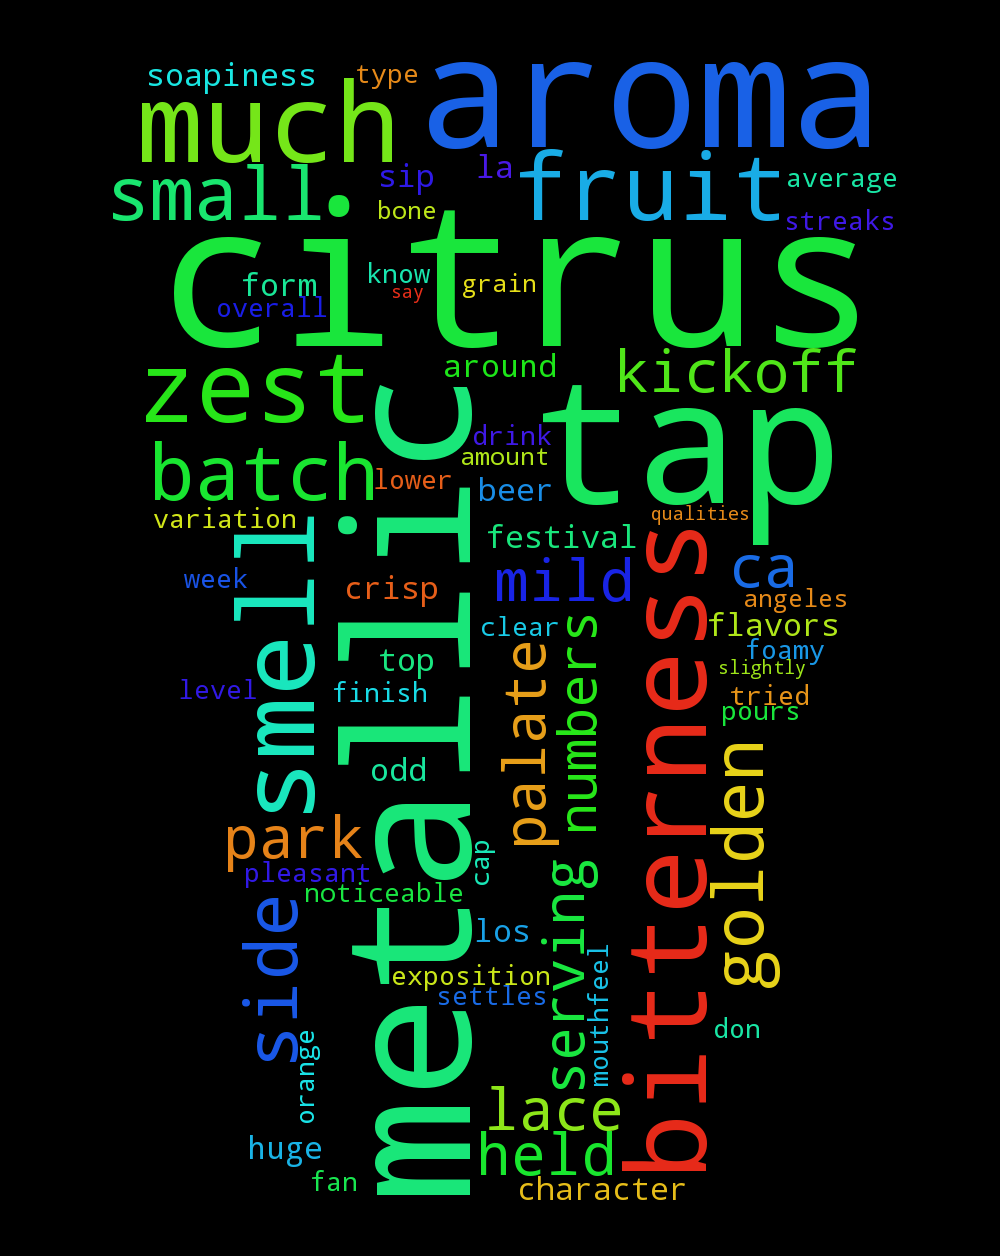 soapiness
type
aroma
much
fruit
sip
la
small
average
bone
streaks
citrus
form
know
say
grain
overall
around
kickoff
zest
metallic
tap
drink
batch
amount
lower
beer
variation
qualities
smell
festival
bitterness
ca
mild
week
crisp
angeles
flavors
clear
numbers
foamy
top
palate
slightly
level
finish
tried
pours
golden
odd
park
cap
pleasant
noticeable
serving
side
los
exposition
mouthfeel
settles
don
orange
lace
huge
held
fan
character